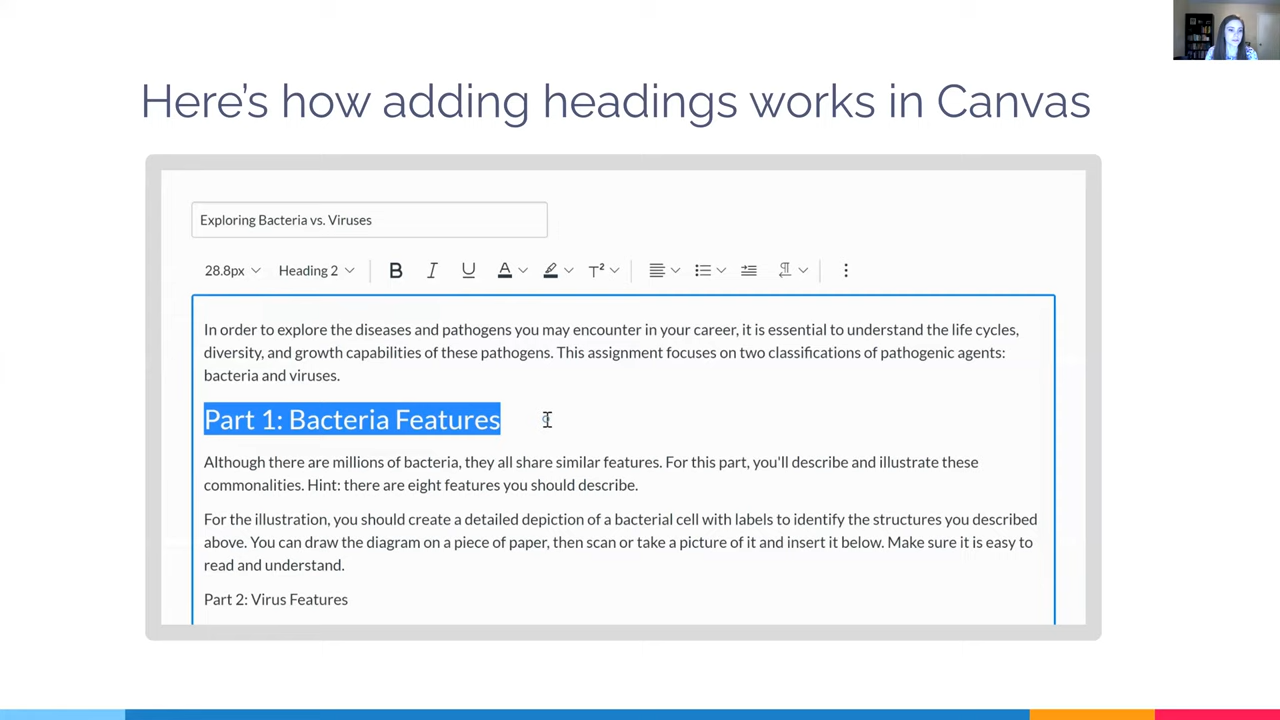 Here's how adding headings works in Canvas
Exploring Bacteria vs. Viruses
28.8px Heading 2 B I U A T²
In order to explore the diseases and pathogens you may encounter in your career, it is essential to understand the life cycles,
diversity, and growth capabilities of these pathogens. This assignment focuses on two classifications of pathogenic agents:
bacteria and viruses.
Part 1: Bacteria Features
Although there are millions of bacteria, they all share similar features. For this part, you'll describe and illustrate these
commonalities. Hint: there are eight features you should describe.
For the illustration, you should create a detailed depiction of a bacterial cell with labels to identify the structures you described
above. You can draw the diagram on a piece of paper, then scan or take a picture of it and insert it below. Make sure it is easy to
read and understand.
Part 2: Virus Features